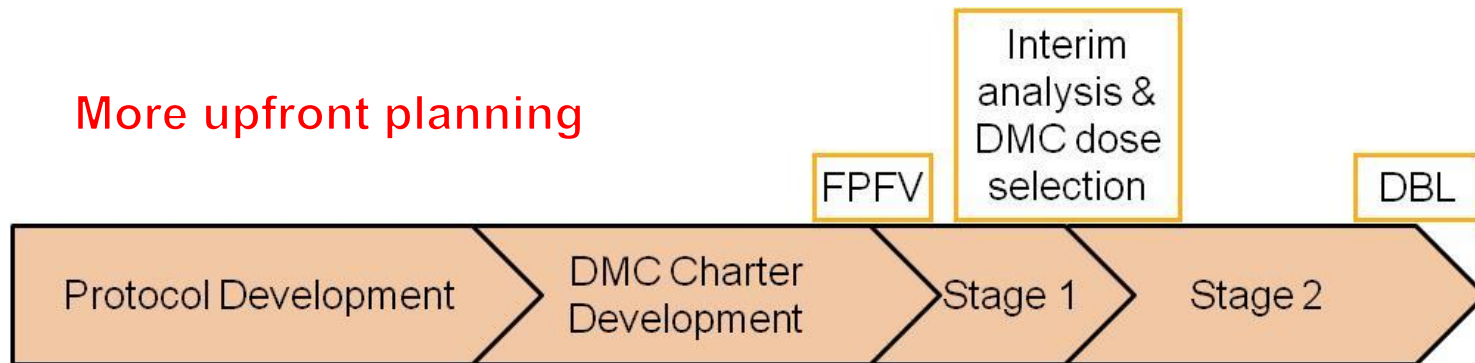 More upfront planning
Interim
analysis &
DMC dose
selection
FPFV
DBL
Protocol Development
DMC Charter
Development
Stage 1
Stage 2